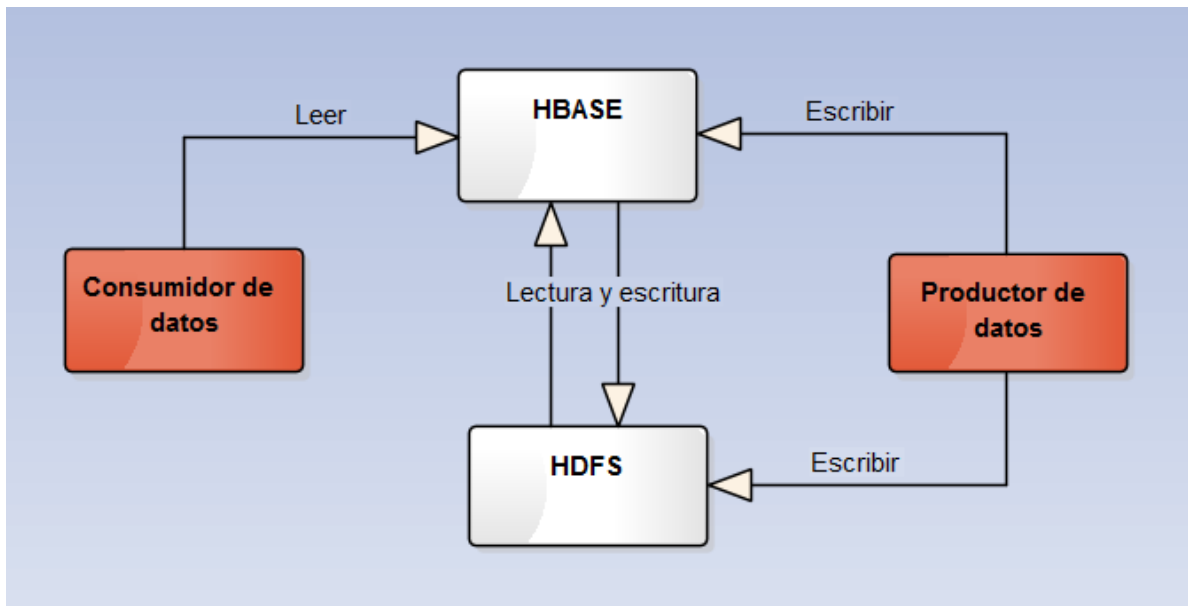 HBASE
Leer
Escribir
Consumidor de
datos
Lectura y escritura
Productor de
datos
HDFS
Escribir